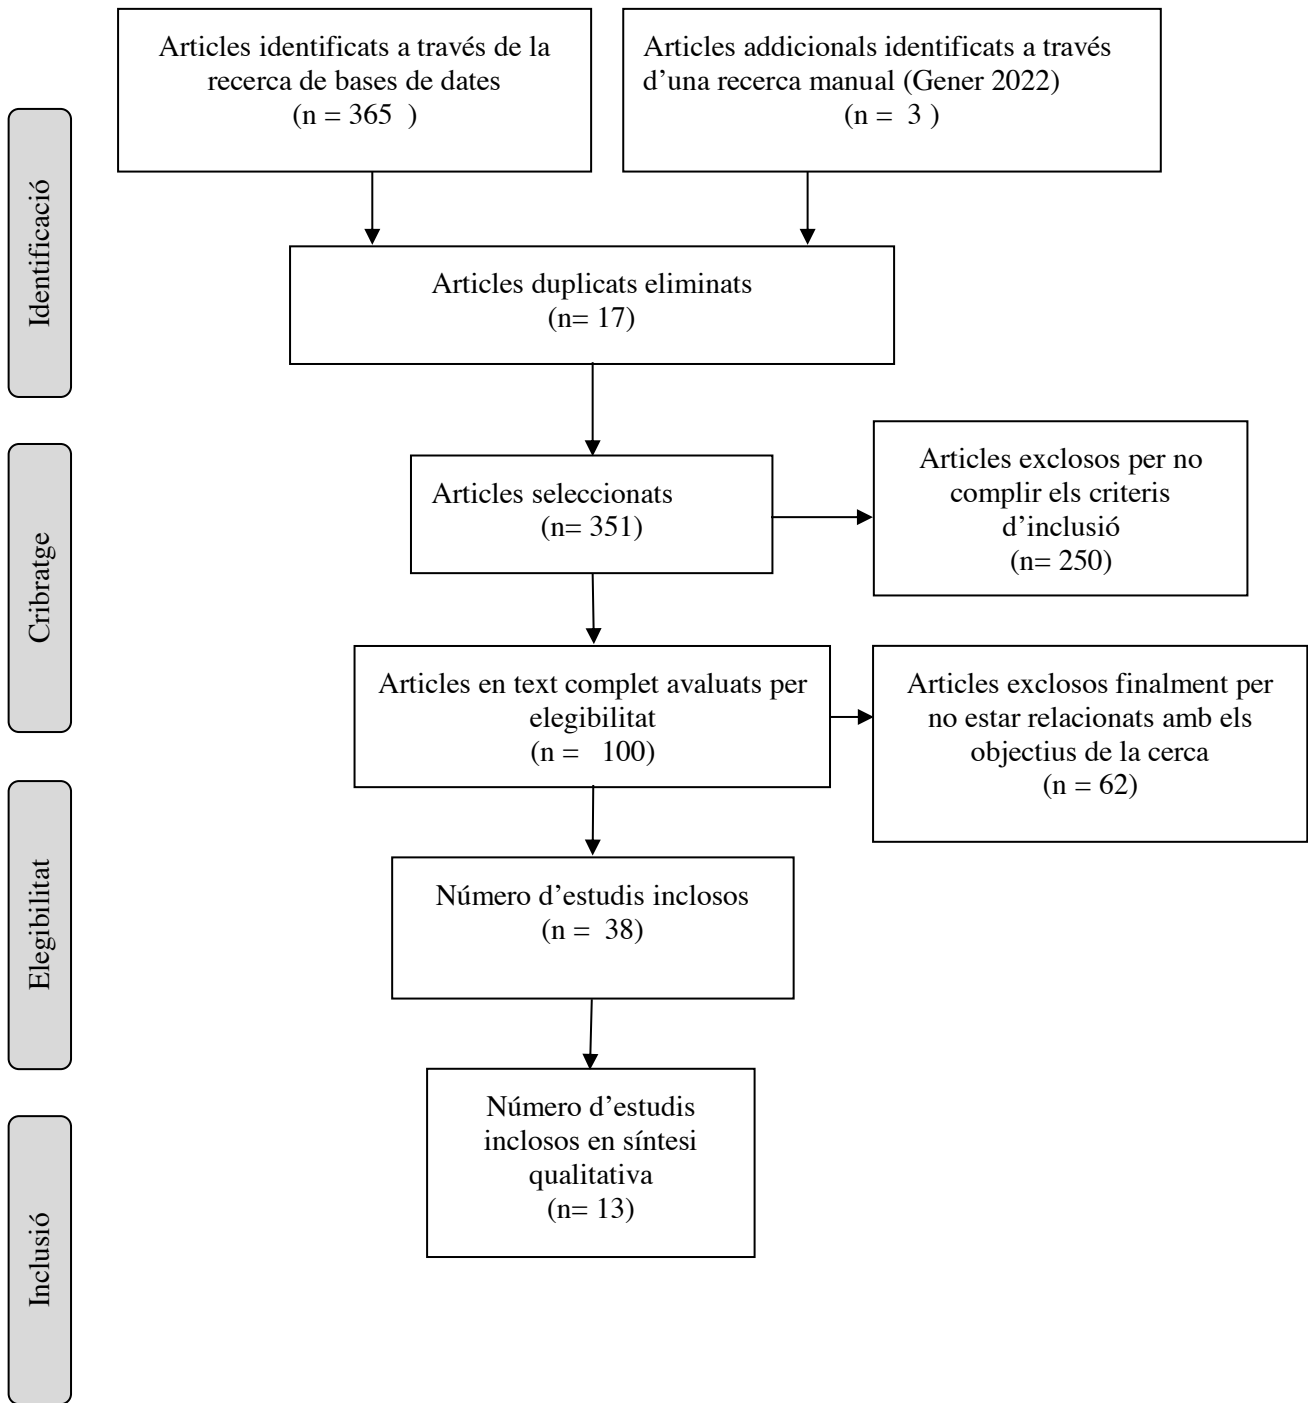 Articles identificats a través de la
recerca de bases de dates
(n = 365  )
Articles addicionals identificats a través
d’una recerca manual (Gener 2022)
(n =  3 )
Identificació
Articles duplicats eliminats
(n= 17)
Cribratge
Articles seleccionats
(n= 351)
Articles exclosos per no
complir els criteris
d’inclusió
(n= 250)
Articles en text complet avaluats per
elegibilitat
(n =   100)
Articles exclosos finalment per
no estar relacionats amb els
objectius de la cerca
(n = 62)
Elegibilitat
Número d’estudis inclosos
(n =  38)
Inclusió
Número d’estudis
inclosos en síntesi
qualitativa
(n= 13)